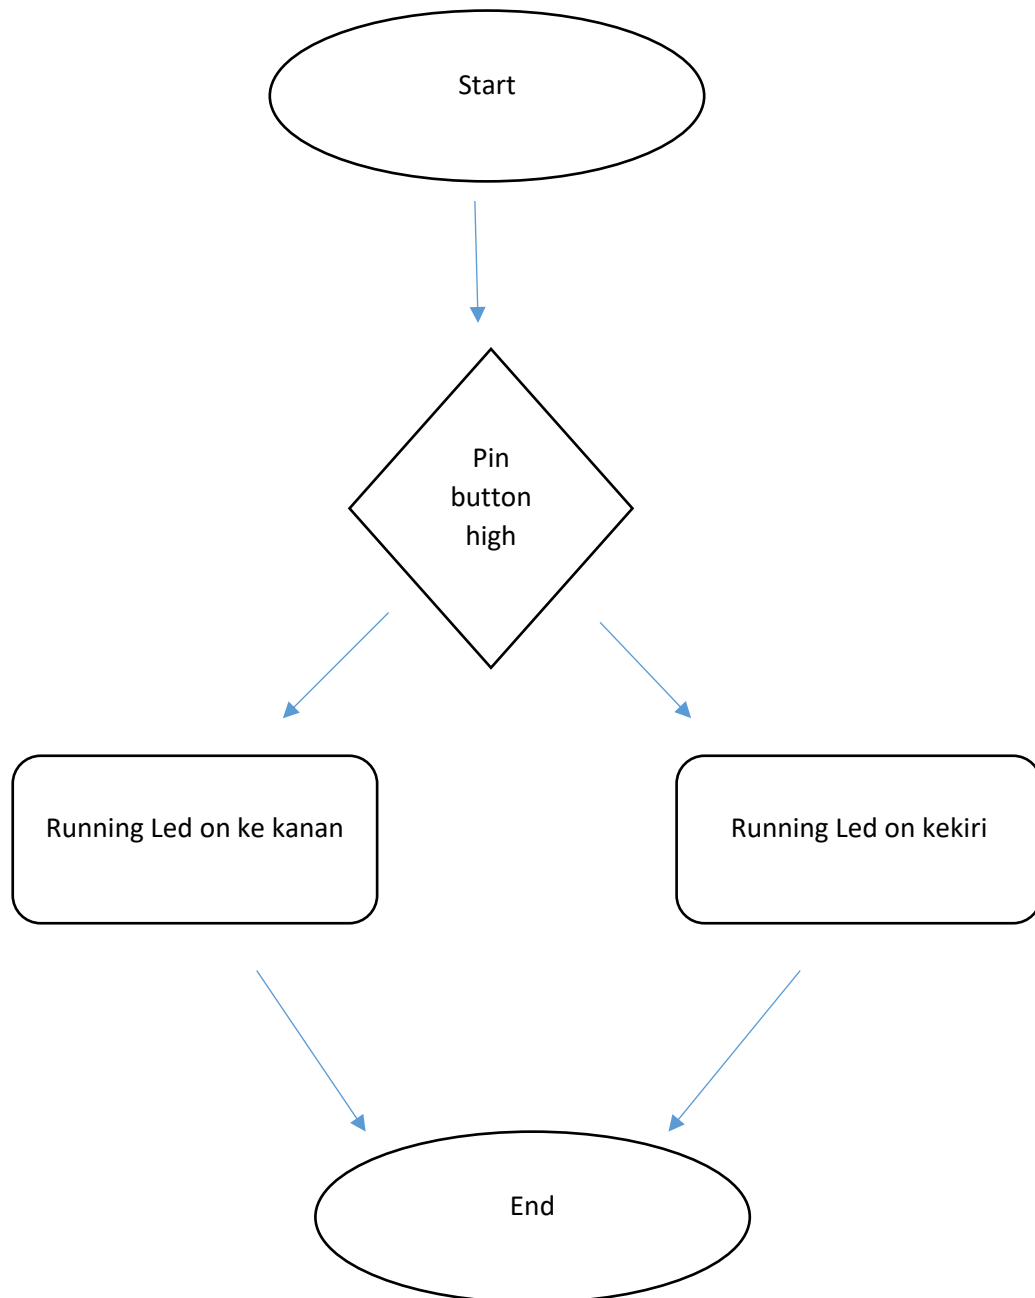 Start
Pin
button
high
Running Led on ke kanan
Running Led on kekiri
End